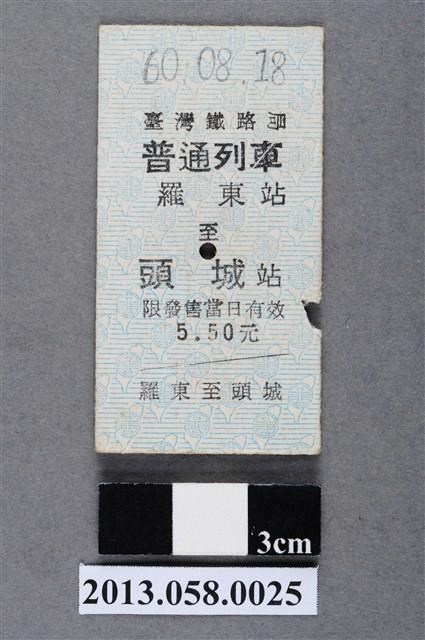 60.08.18
臺灣鐵路
普通列車
羅東站
至
頭城站
限發售當日有效
5.50元
羅東至頭城
3cm
2013.058.0025